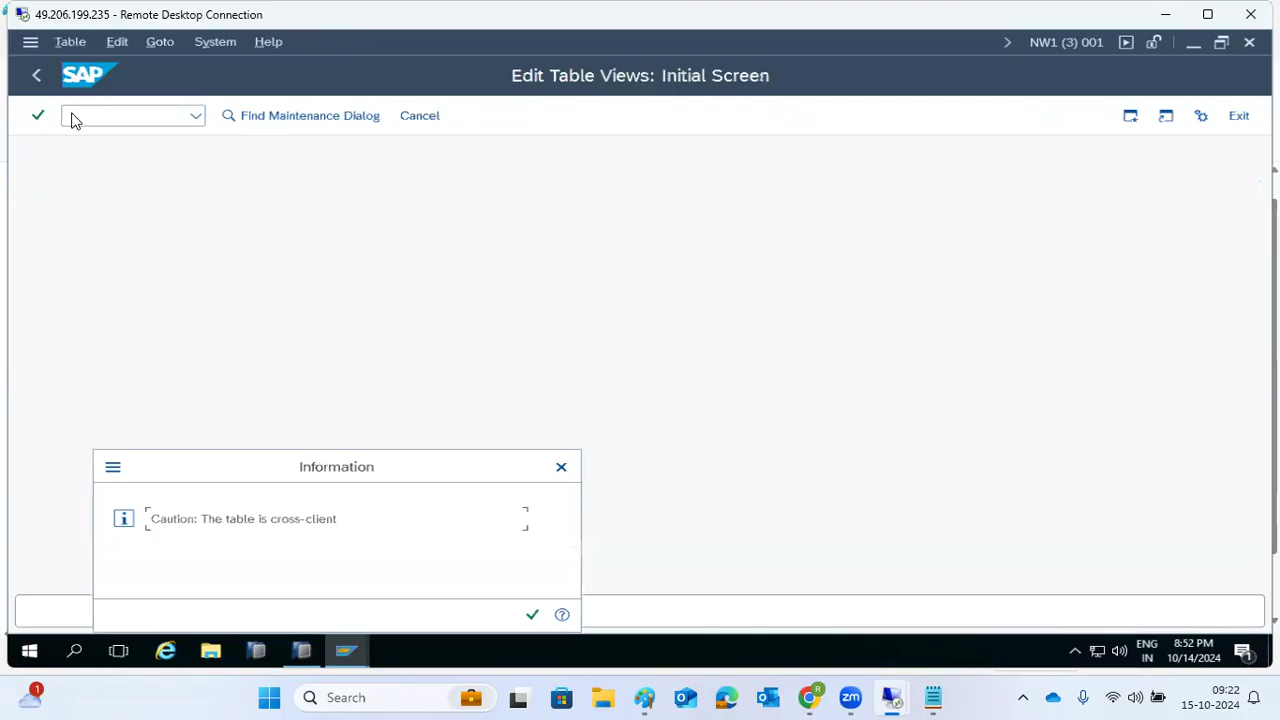 49.206.199.235 - Remote Desktop Connection
Table Edit Goto System Help NW1 (3) 001
SAP Edit Table Views: Initial Screen
Find Maintenance Dialog Cancel Exit
Information
Caution: The table is cross-client
ENG 8:52 PM
IN 10/14/2024 1
1 Search 09:22
15-10-2024